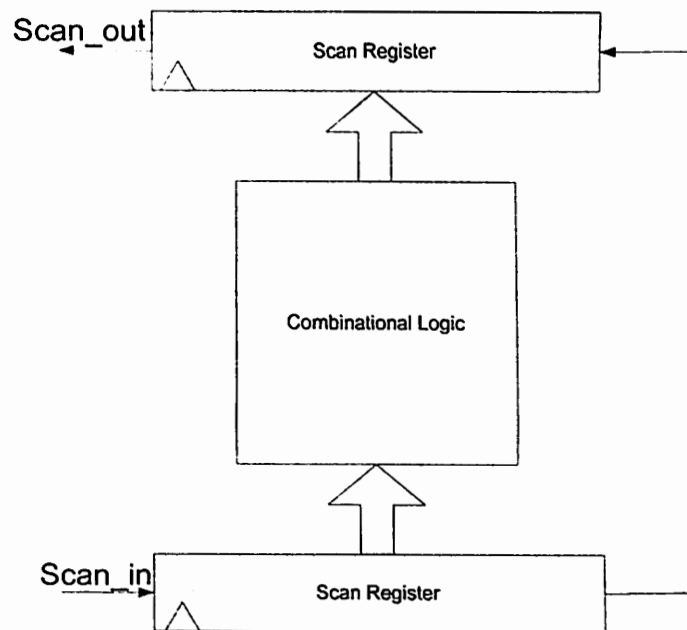 Scan_out
Scan Register
Combinational Logic
Scan_in
Scan Register